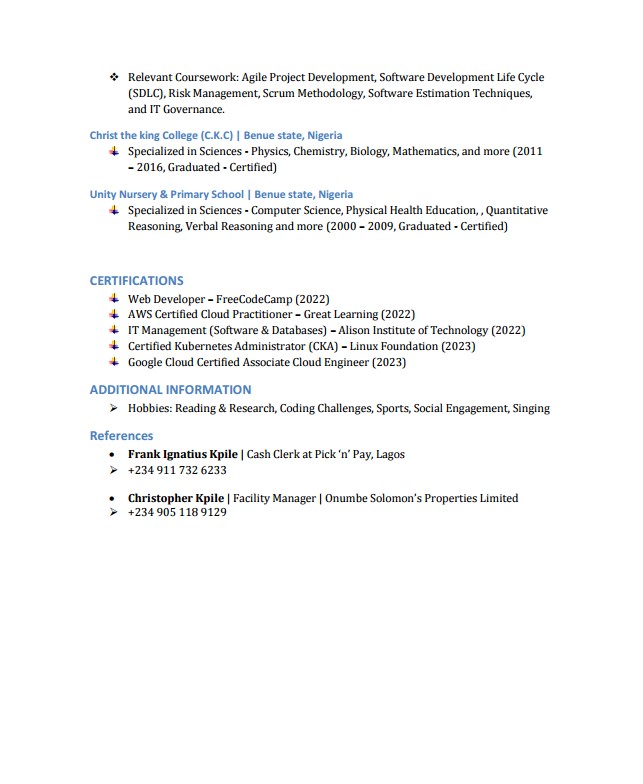 Relevant Coursework: Agile Project Development, Software Development Life Cycle
(SDLC), Risk Management, Scrum Methodology, Software Estimation Techniques,
and IT Governance.
Christ the king College (C.K.C) | Benue state, Nigeria
Specialized in Sciences - Physics, Chemistry, Biology, Mathematics, and more (2011
– 2016, Graduated - Certified)
Unity Nursery & Primary School | Benue state, Nigeria
Specialized in Sciences - Computer Science, Physical Health Education, , Quantitative
Reasoning, Verbal Reasoning and more (2000 – 2009, Graduated - Certified)
CERTIFICATIONS
Web Developer – FreeCodeCamp (2022)
AWS Certified Cloud Practitioner – Great Learning (2022)
IT Management (Software & Databases) – Alison Institute of Technology (2022)
Certified Kubernetes Administrator (CKA) – Linux Foundation (2023)
Google Cloud Certified Associate Cloud Engineer (2023)
ADDITIONAL INFORMATION
Hobbies: Reading & Research, Coding Challenges, Sports, Social Engagement, Singing
References
Frank Ignatius Kpile | Cash Clerk at Pick ‘n’ Pay, Lagos
+234 911 732 6233
Christopher Kpile | Facility Manager | Onumbe Solomon’s Properties Limited
+234 905 118 9129